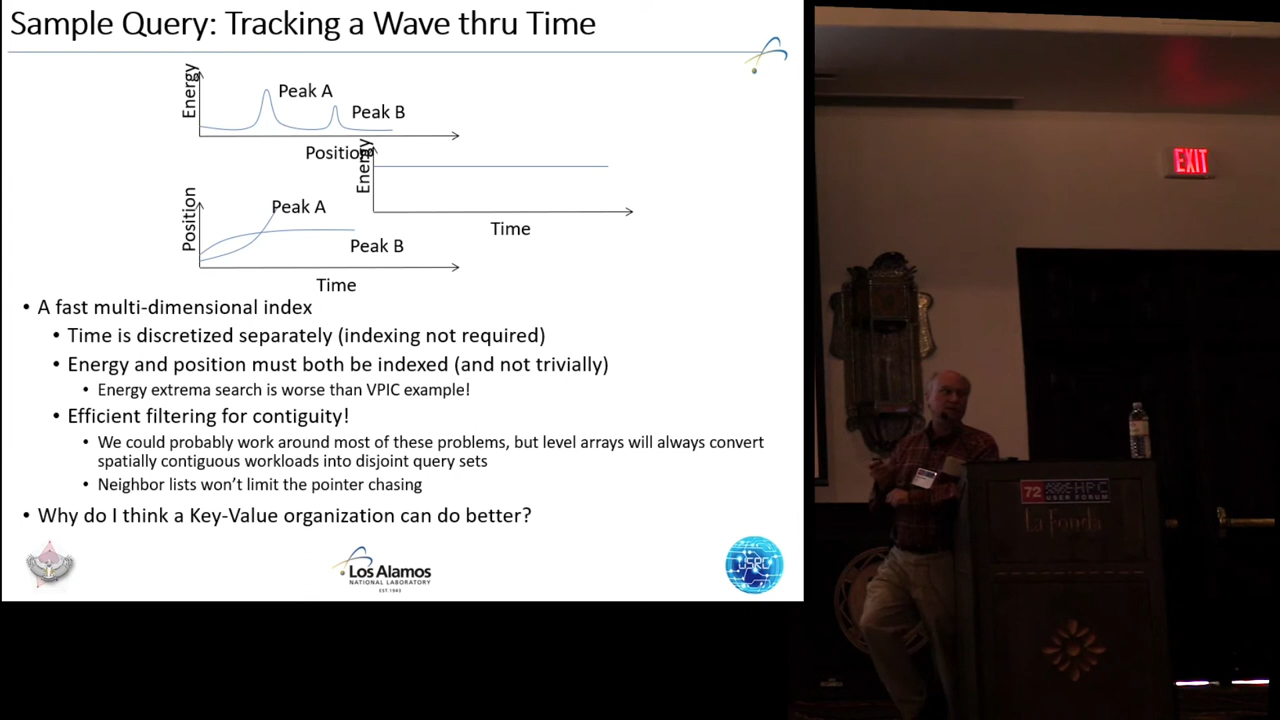 Sample Query: Tracking a Wave thru Time
Energy
Peak A
Peak B
Position
Energy
Time
Position
Peak A
Peak B
Time
• A fast multi-dimensional index
• Time is discretized separately (indexing not required)
• Energy and position must both be indexed (and not trivially)
• Energy extrema search is worse than VPIC example!
• Efficient filtering for contiguity!
• We could probably work around most of these problems, but level arrays will always convert
spatially contiguous workloads into disjoint query sets
• Neighbor lists won't limit the pointer chasing
• Why do I think a Key-Value organization can do better?
Los Alamos
NATIONAL LABORATORY
EST.1943
USRC
EXIT
72 HPC
USER FORUM
La Fonda